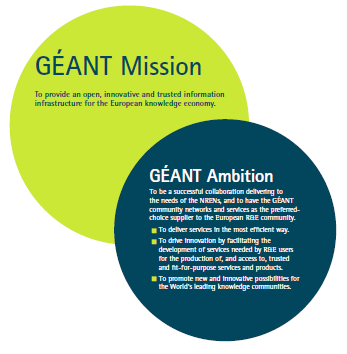 GÉANT Mission
To provide an open, innovative and trusted information
infrastructure for the European knowledge economy.
GÉANT Ambition
To be a successful collaboration delivering to
the needs of the NRENs, and to have the GÉANT
community networks and services as the preferred-
choice supplier to the European R&E community.
To deliver services in the most efficient way.
To drive innovation by facilitating the
development of services needed by R&E users
for the production of, and access to, trusted
and fit-for-purpose services and products.
To promote new and innovative possibilities for
the World's leading knowledge communities.